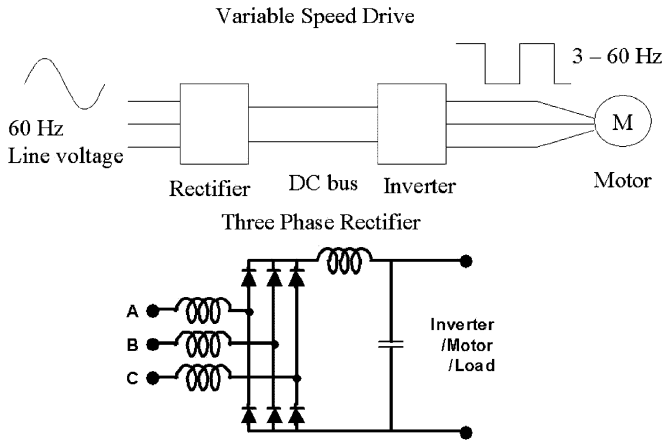 Variable Speed Drive
3 – 60 Hz
60 Hz
Line voltage
M
Rectifier
DC bus
Inverter
Motor
Three Phase Rectifier
A
B
C
Inverter
/Motor
/Load